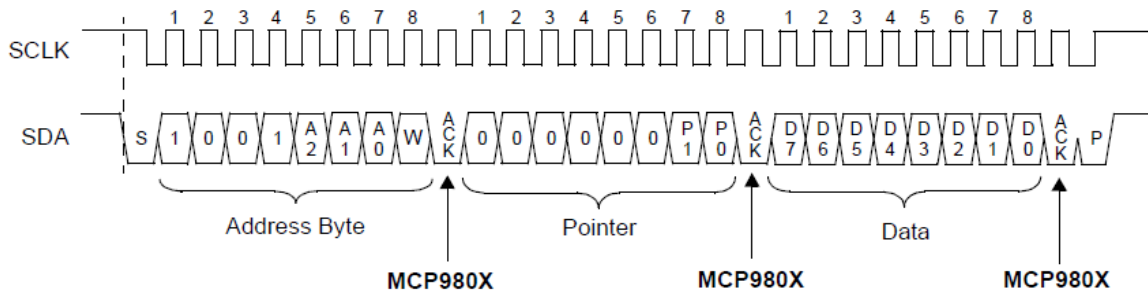 1 2 3 4 5 6 7 8 1 2 3 4 5 6 7 8 1 2 3 4 5 6 7 8
SCLK
SDA S 1 0 0 1 A2 A1 A0 W ACK 0 0 0 0 0 0 P1 P0 ACK D7 D6 D5 D4 D3 D2 D1 D0 ACK P
Address Byte Pointer Data
MCP980X MCP980X MCP980X